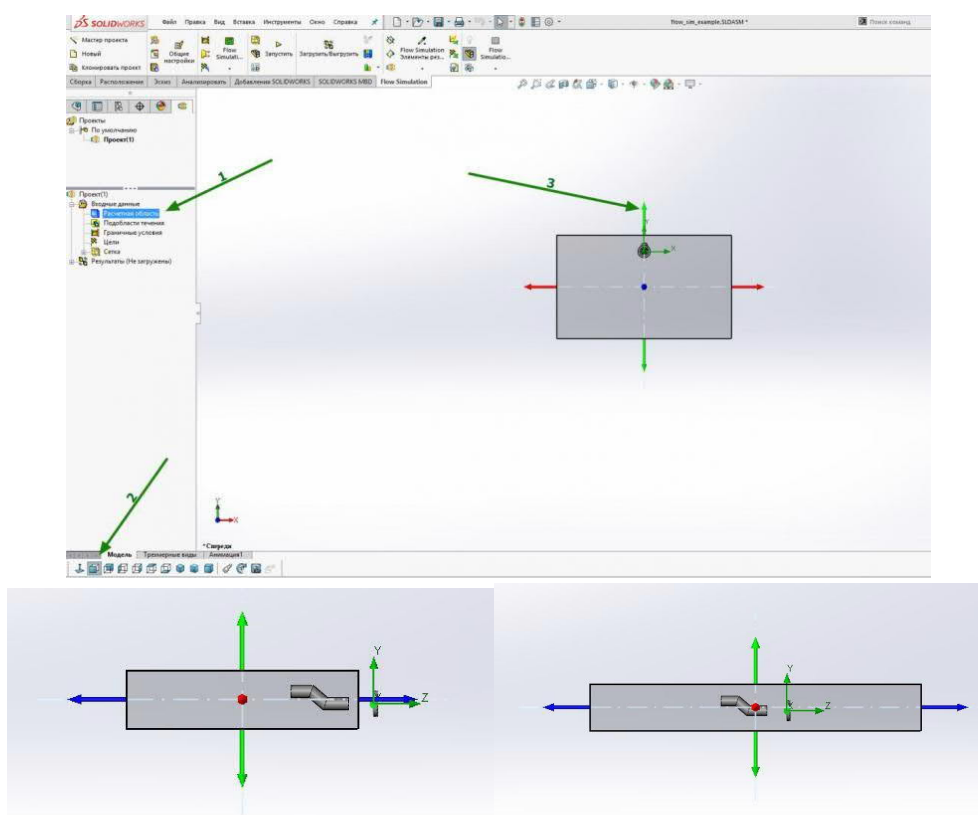 SOLIDWORKS Файл Правка Вид Вставка Инструменты Окно Справка flow_sim_example.SLDASM * Поиск команд
Мастер проекта
Новый
Клонировать проект
Общие настройки
Flow Simulati...
Запустить
Загрузить/Выгрузить
Flow Simulation Элементы рез...
Flow Simulatio...
Сборка Расположение Эскиз Анализировать Добавления SOLIDWORKS SOLIDWORKS MBD Flow Simulation
Проекты
По умолчанию
Проект(1)
1
3
Проект(1)
Входные данные
Расчетная область
Подобласти течения
Граничные условия
Цели
Сетка
Результаты (Не загружены)
Y
X
2
Y
X
*Спереди
Модель Трехмерные виды Анимация1
Y
Z
Y
Z